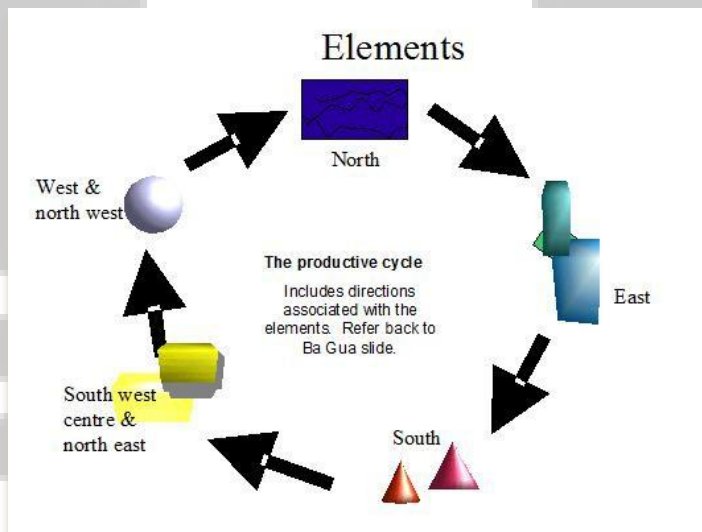 Elements
North
West &
north west
The productive cycle
Includes directions
associated with the
elements. Refer back to
Ba Gua slide.
East
South west
centre &
north east
South